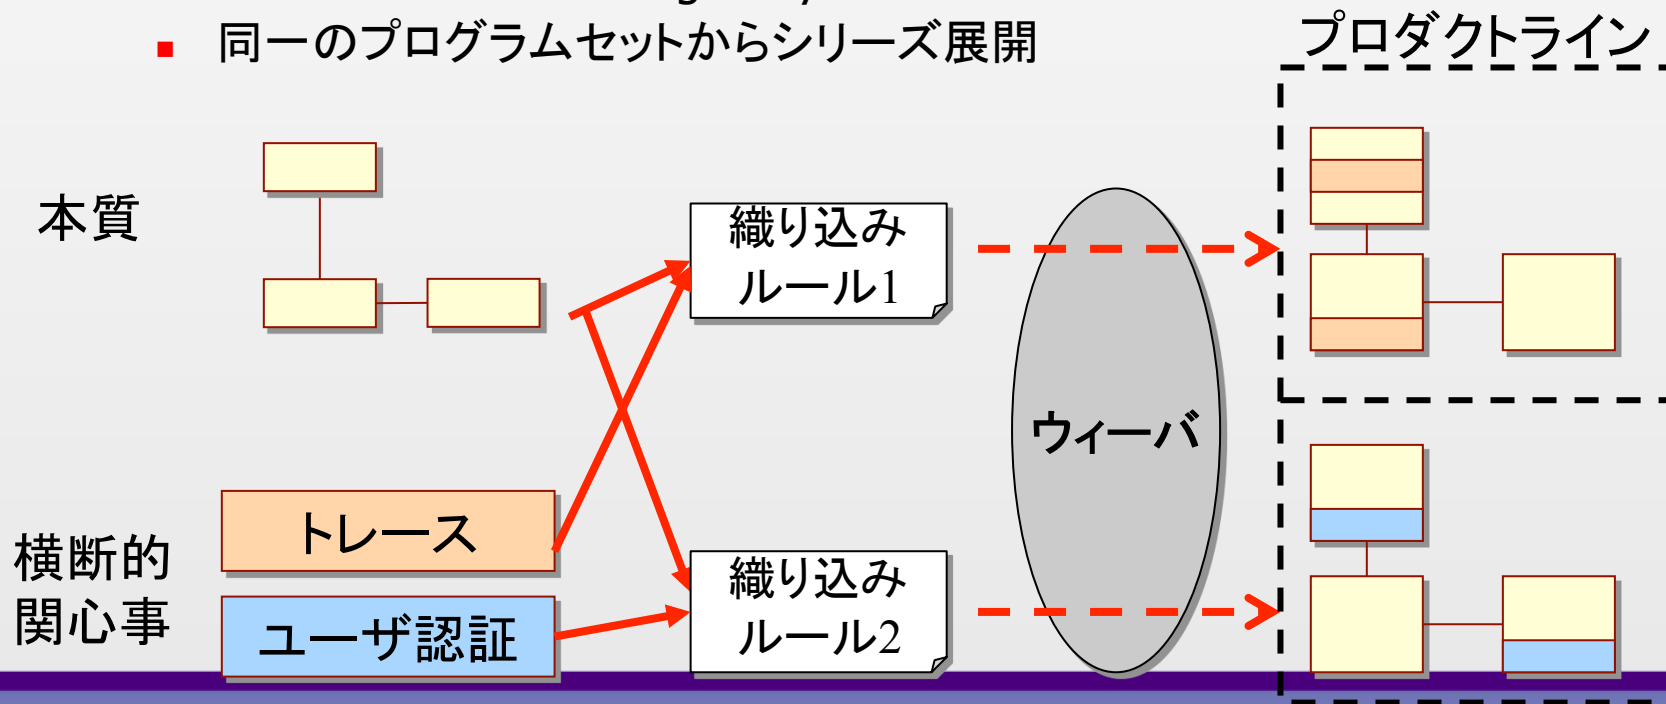 同一のプログラムセットからシリーズ展開
プロダクトライン
本質
織り込み
ルール1
ウィーバ
トレース
横断的
関心事
ユーザ認証
織り込み
ルール2